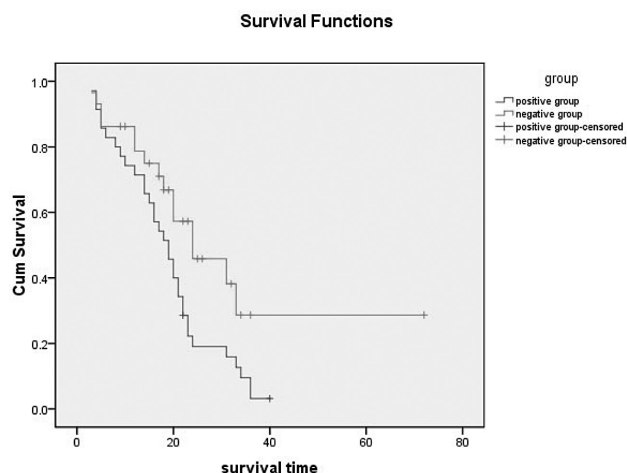 Survival Functions
group
positive group
negative group
positive group-censored
negative group-censored
Cum Survival
1.0
0.8
0.6
0.4
0.2
0.0
0 20 40 60 80
survival time